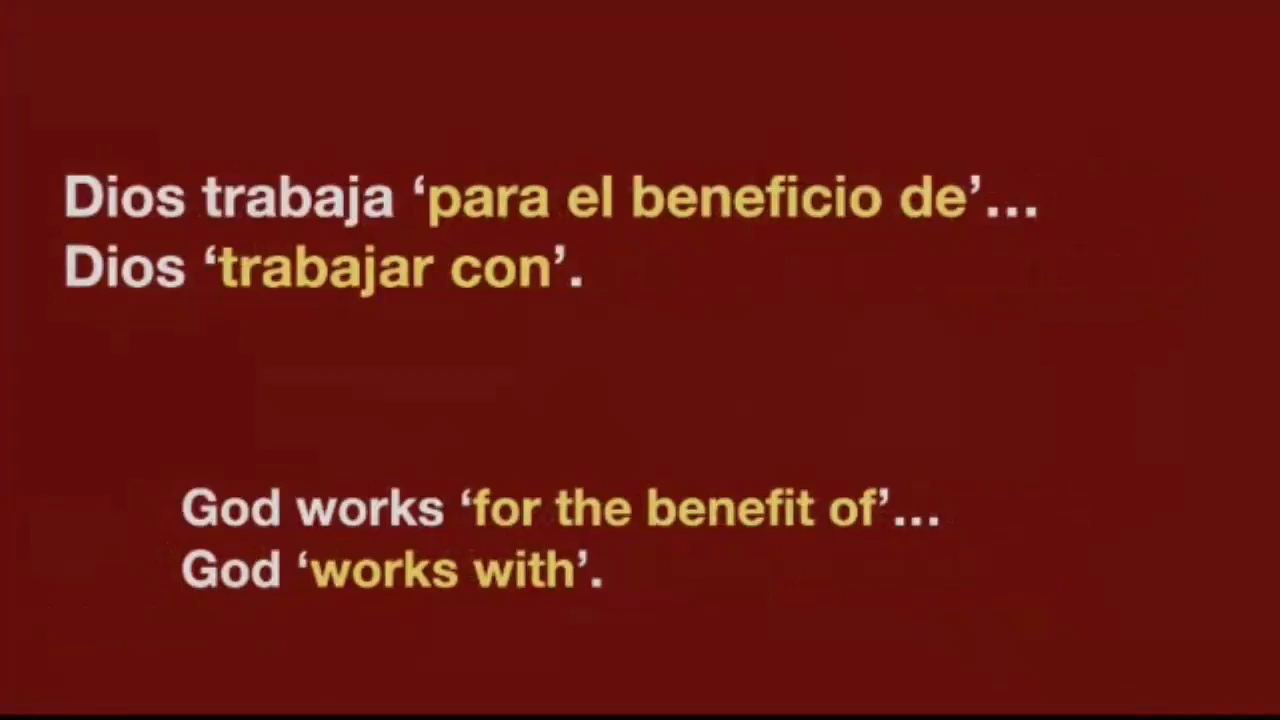 Dios trabaja ‘para el beneficio de’...
Dios ‘trabajar con’.
God works ‘for the benefit of’...
God ‘works with’.